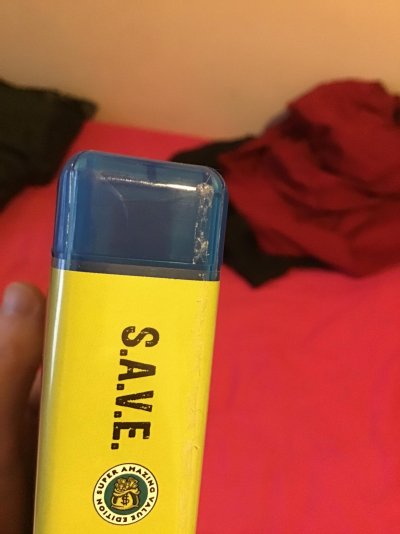 S.A.V.E.
SUPER AMAZING
VALUE EDITION
$